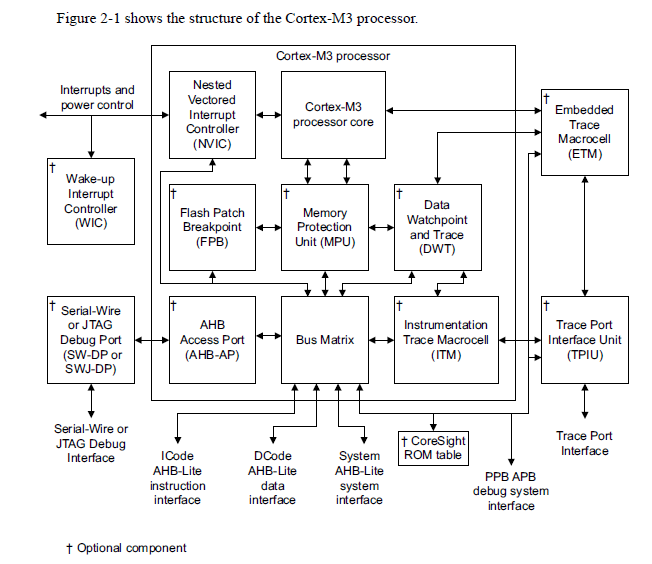 Figure 2-1 shows the structure of the Cortex-M3 processor.
Cortex-M3 processor
Interrupts and
power control
Nested
Vectored
Interrupt
Controller
(NVIC)
Cortex-M3
processor core
†
Embedded
Trace
Macrocell
(ETM)
†
Wake-up
Interrupt
Controller
(WIC)
†
Flash Patch
Breakpoint
(FPB)
†
Memory
Protection
Unit (MPU)
†
Data
Watchpoint
and Trace
(DWT)
†
Serial-Wire
or JTAG
Debug Port
(SW-DP or
SWJ-DP)
†
AHB
Access Port
(AHB-AP)
Bus Matrix
†
Instrumentation
Trace Macrocell
(ITM)
†
Trace Port
Interface Unit
(TPIU)
Serial-Wire or
JTAG Debug
Interface
ICode
AHB-Lite
instruction
interface
DCode
AHB-Lite
data
interface
System
AHB-Lite
system
interface
† CoreSight
ROM table
PPB APB
debug system
interface
Trace Port
Interface
† Optional component